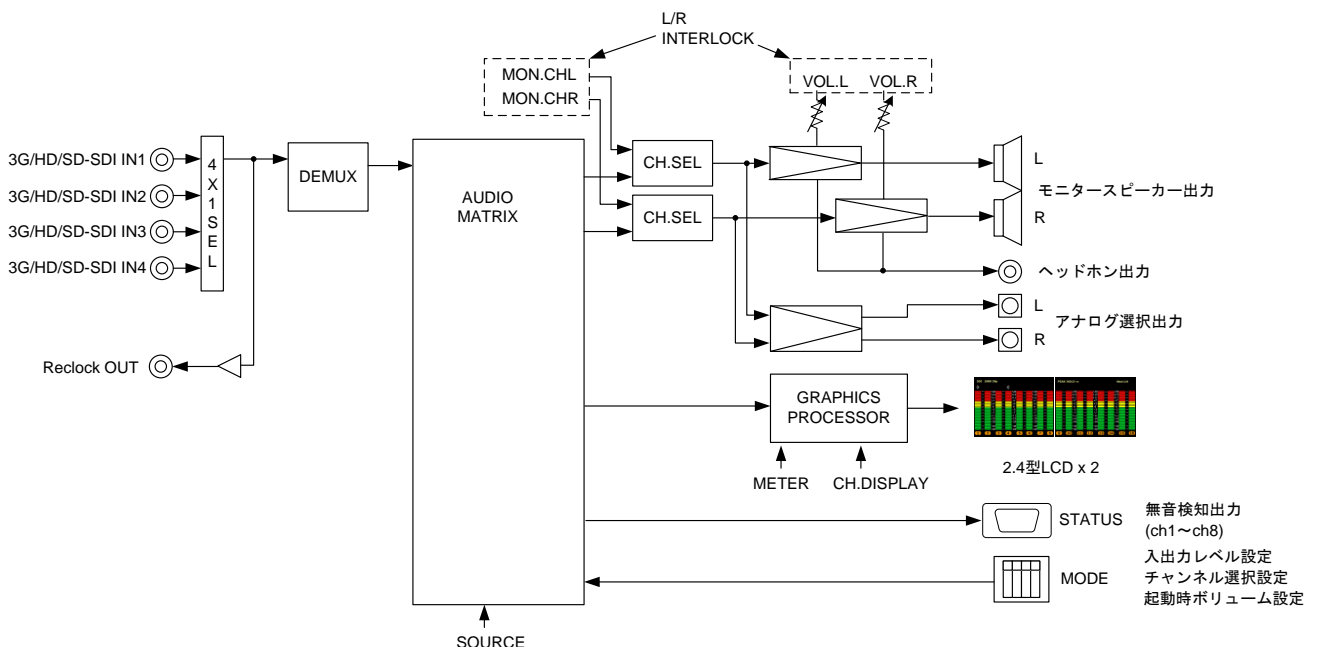 L/R
INTERLOCK
MON.CHL
MON.CHR
VOL.L
VOL.R
3G/HD/SD-SDI IN1
3G/HD/SD-SDI IN2
3G/HD/SD-SDI IN3
3G/HD/SD-SDI IN4
4
X
1
S
E
L
DEMUX
AUDIO
MATRIX
CH.SEL
CH.SEL
L
モニタースピーカー出力
R
ヘッドホン出力
L
アナログ選択出力
R
Reclock OUT
GRAPHICS
PROCESSOR
METER
CH.DISPLAY
2.4型LCD x 2
STATUS
無音検知出力
(ch1～ch8)
MODE
入出力レベル設定
チャンネル選択設定
起動時ボリューム設定
SOURCE